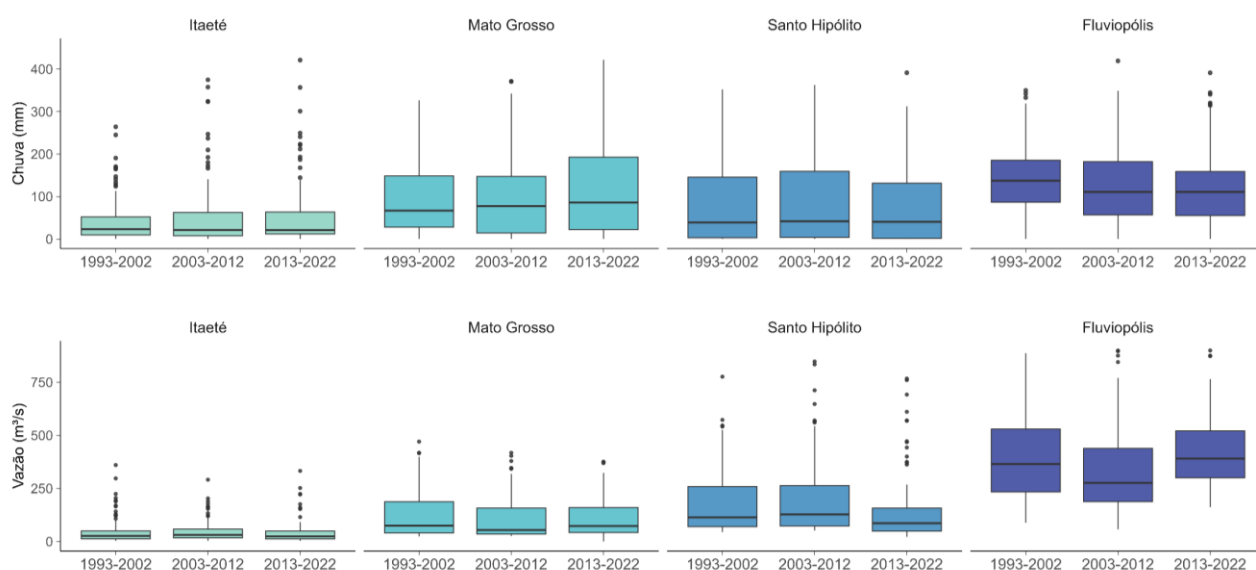 Itaeté Mato Grosso Santo Hipólito Fluviopólis
Chuva (mm)
400
300
200
100
0
1993-2002 2003-2012 2013-2022 1993-2002 2003-2012 2013-2022 1993-2002 2003-2012 2013-2022 1993-2002 2003-2012 2013-2022
Itaeté Mato Grosso Santo Hipólito Fluviopólis
Vazão (m³/s)
750
500
250
0
1993-2002 2003-2012 2013-2022 1993-2002 2003-2012 2013-2022 1993-2002 2003-2012 2013-2022 1993-2002 2003-2012 2013-2022